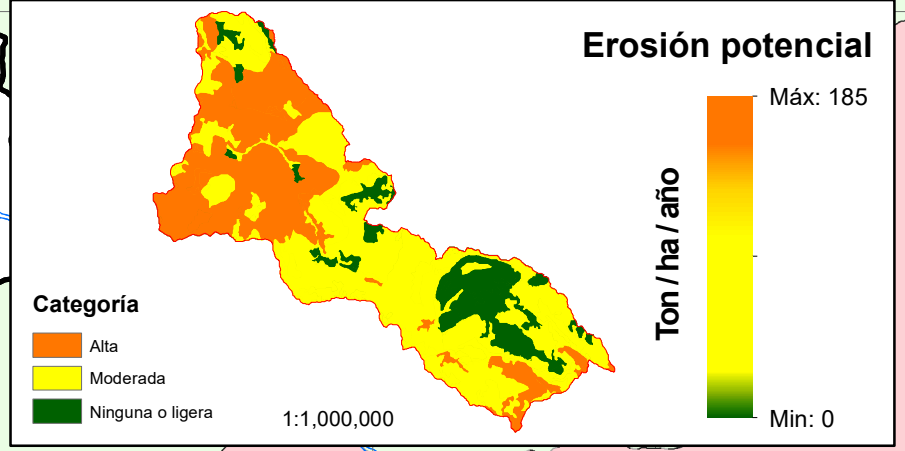 Erosión potencial
Máx: 185
Ton / ha / año
Min: 0
Categoría
Alta
Moderada
Ninguna o ligera
1:1,000,000